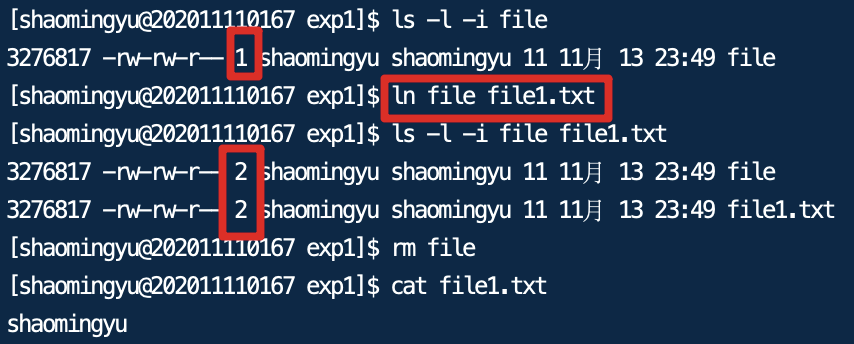 [shaomingyu@202011110167 exp1]$ ls -l -i file
3276817 -rw-rw-r-- 1 shaomingyu shaomingyu 11 11月 13 23:49 file
[shaomingyu@202011110167 exp1]$ ln file file1.txt
[shaomingyu@202011110167 exp1]$ ls -l -i file file1.txt
3276817 -rw-rw-r-- 2 shaomingyu shaomingyu 11 11月 13 23:49 file
3276817 -rw-rw-r-- 2 shaomingyu shaomingyu 11 11月 13 23:49 file1.txt
[shaomingyu@202011110167 exp1]$ rm file
[shaomingyu@202011110167 exp1]$ cat file1.txt
shaomingyu